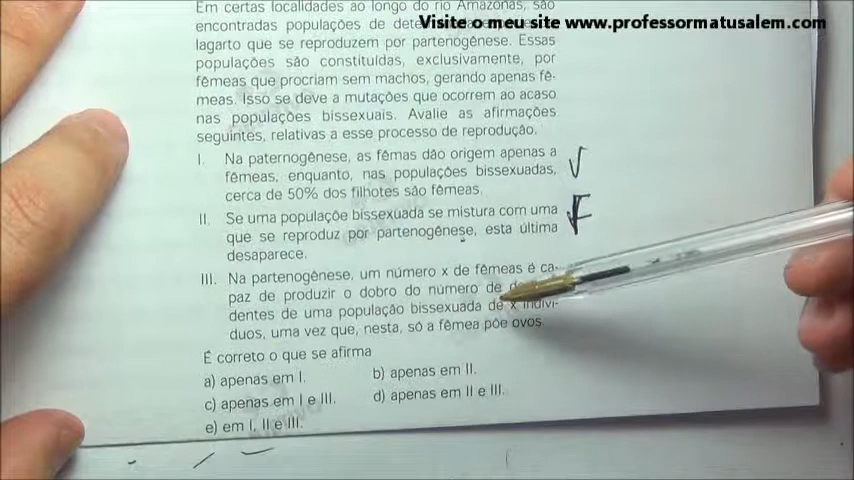 Em certas localidades ao longo do rio Amazonas, são
Visite o meu site www.professormatusalem.com
encontradas populações de
lagarto que se reproduzem por partenogênese. Essas
populações são constituídas, exclusivamente, por
fêmeas que procriam sem machos, gerando apenas fê-
meas. Isso se deve a mutações que ocorrem ao acaso
nas populações bissexuais. Avalie as afirmações
seguintes, relativas a esse processo de reprodução.
I. Na paternogênese, as fêmas dão origem apenas a
fêmeas, enquanto, nas populações bissexuadas,
cerca de 50% dos filhotes são fêmeas.
V
II. Se uma populaçõe bissexuada se mistura com uma
que se reproduz por partenogênese, esta última
desaparece.
F
III. Na partenogênese, um número x de fêmeas é ca-
paz de produzir o dobro do número de
dentes de uma população bissexuada de x indiví-
duos, uma vez que, nesta, só a fêmea põe ovos.
É correto o que se afirma
a) apenas em I. b) apenas em II.
c) apenas em I e III. d) apenas em II e III.
e) em I, II e III.